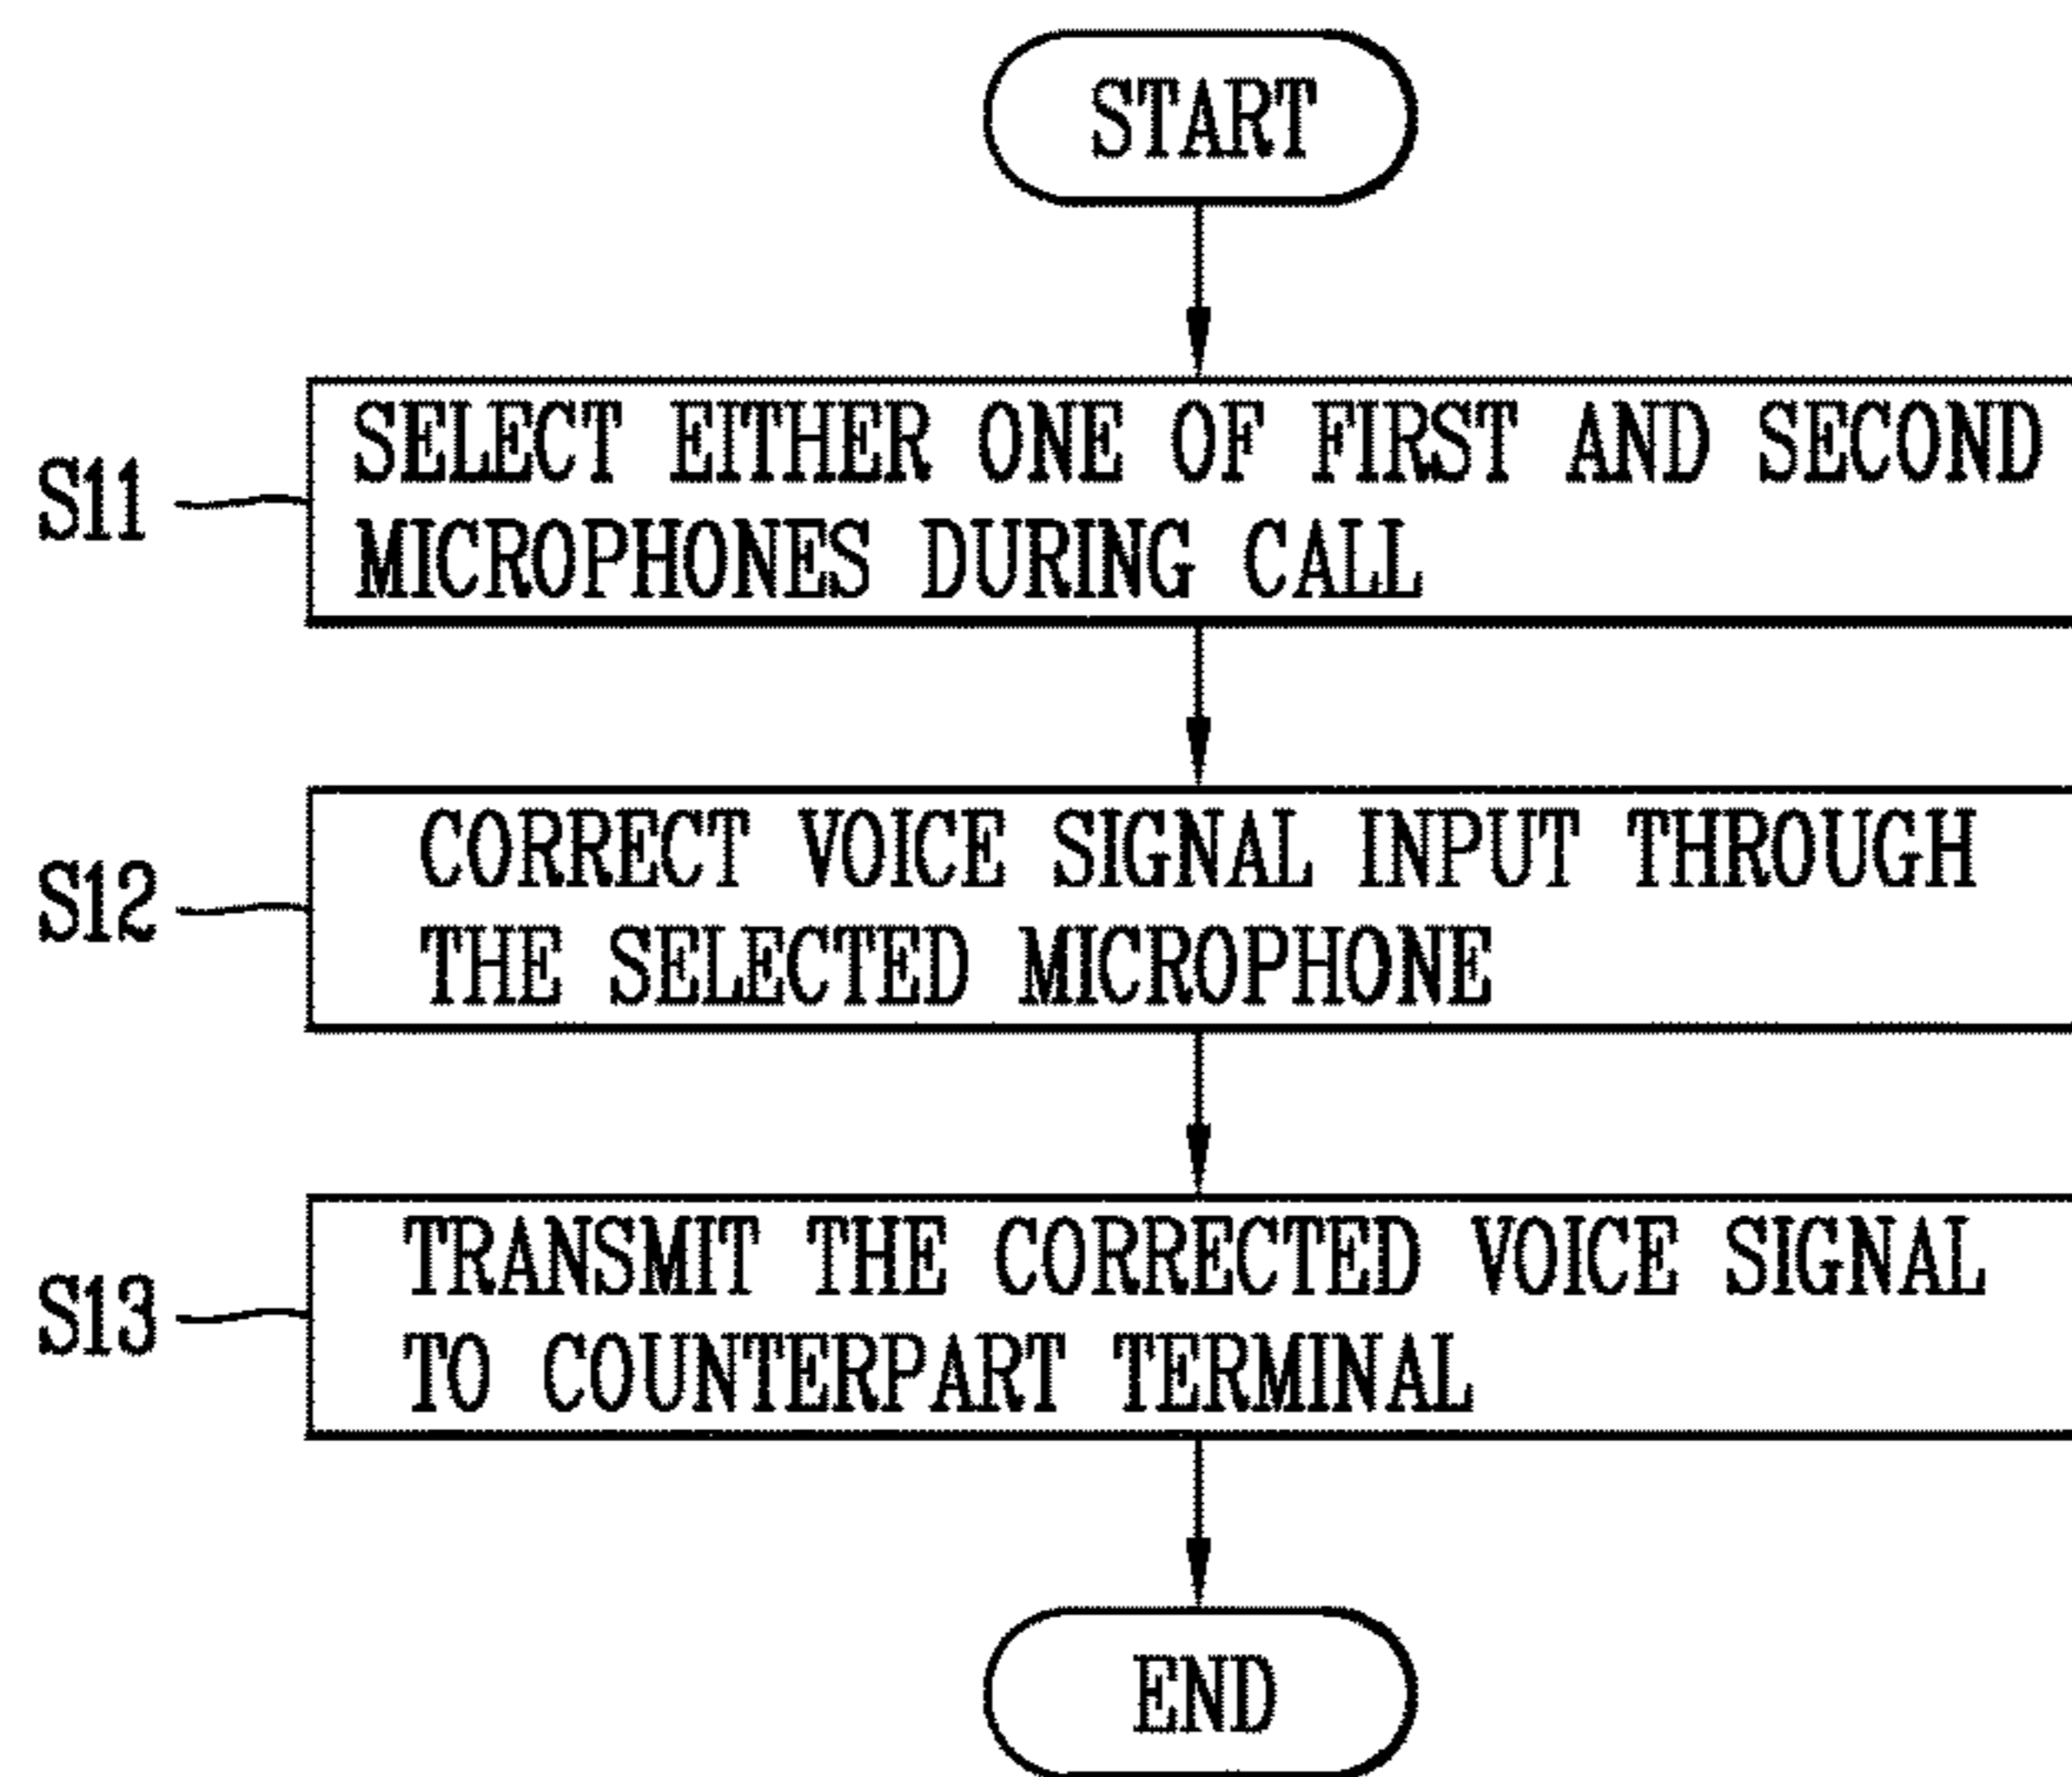 START
S11
SELECT EITHER ONE OF FIRST AND SECOND
MICROPHONES DURING CALL
S12
CORRECT VOICE SIGNAL INPUT THROUGH
THE SELECTED MICROPHONE
S13
TRANSMIT THE CORRECTED VOICE SIGNAL
TO COUNTERPART TERMINAL
END